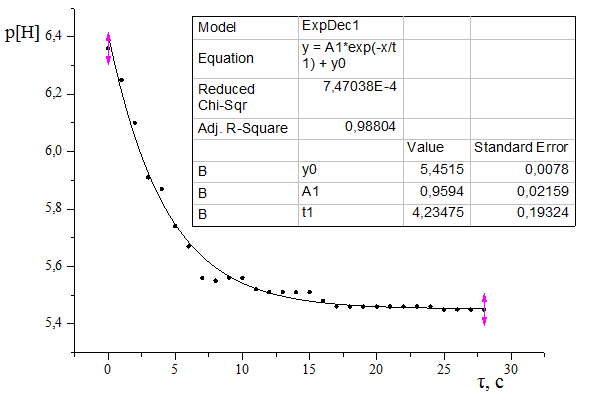 p[H]
6,4
6,2
6,0
5,8
5,6
5,4
0 5 10 15 20 25 30
τ, c
Model ExpDec1
Equation y = A1*exp(-x/t
1) + y0
Reduced 7,47038E-4
Chi-Sqr
Adj. R-Square 0,98804
Value Standard Error
B y0 5,4515 0,0078
B A1 0,9594 0,02159
B t1 4,23475 0,19324